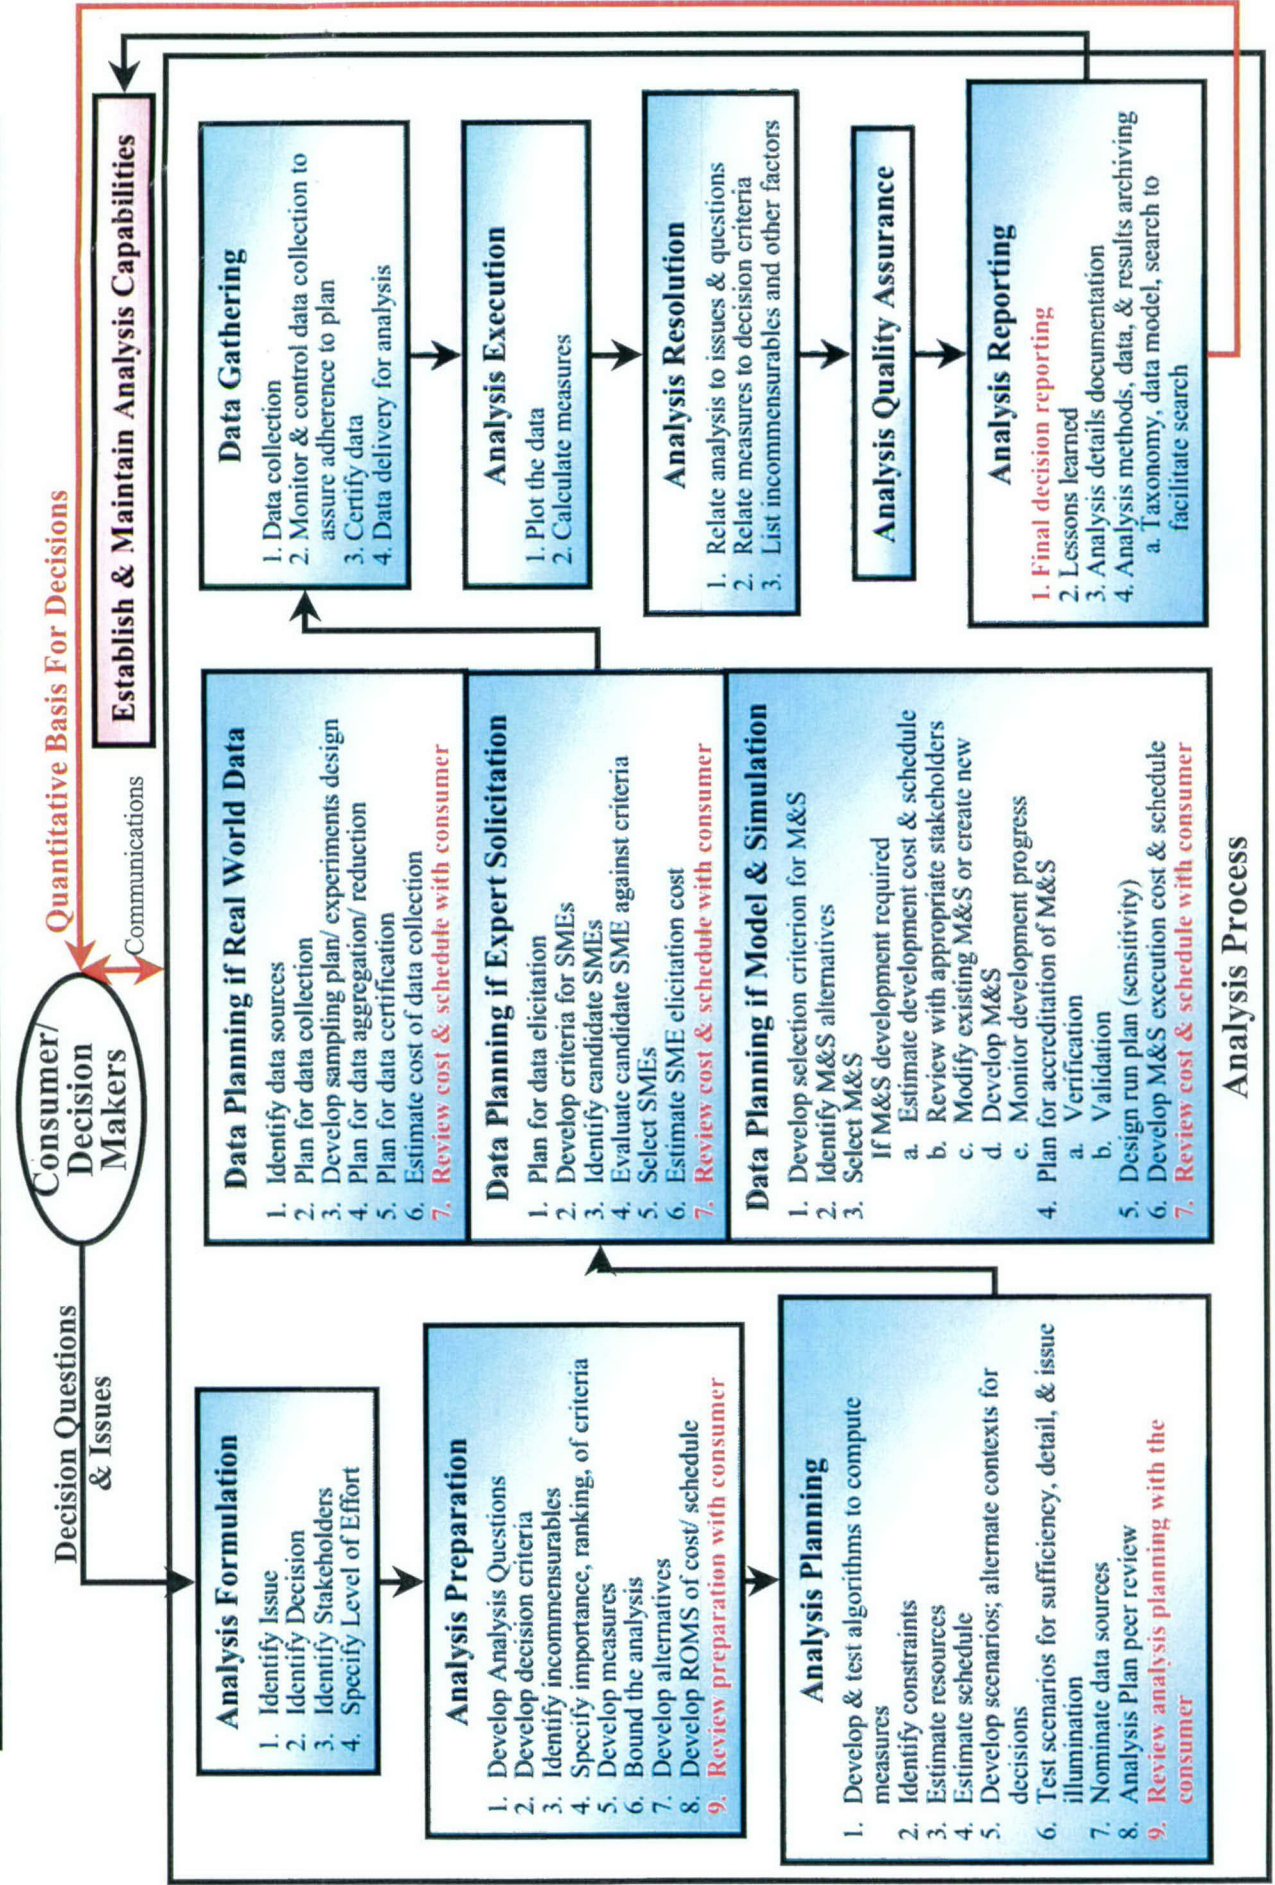 Consumer/
Decision
Makers
Decision Questions
& Issues
Quantitative Basis For Decisions
Communications
Establish & Maintain Analysis Capabilities
Analysis Formulation
1. Identify Issue
2. Identify Decision
3. Identify Stakeholders
4. Specify Level of Effort
Analysis Preparation
1. Develop Analysis Questions
2. Develop decision criteria
3. Identify incommensurables
4. Specify importance, ranking, of criteria
5. Develop measures
6. Bound the analysis
7. Develop alternatives
8. Develop ROMS of cost/ schedule
9. Review preparation with consumer
Analysis Planning
1. Develop & test algorithms to compute
measures
2. Identify constraints
3. Estimate resources
4. Estimate schedule
5. Develop scenarios; alternate contexts for
decisions
6. Test scenarios for sufficiency, detail, & issue
illumination
7. Nominate data sources
8. Analysis Plan peer review
9. Review analysis planning with the
consumer
Data Planning if Real World Data
1. Identify data sources
2. Plan for data collection
3. Develop sampling plan/ experiments design
4. Plan for data aggregation/ reduction
5. Plan for data certification
6. Estimate cost of data collection
7. Review cost & schedule with consumer
Data Planning if Expert Solicitation
1. Plan for data elicitation
2. Develop criteria for SMEs
3. Identify candidate SMEs
4. Evaluate candidate SME against criteria
5. Select SMEs
6. Estimate SME elicitation cost
7. Review cost & schedule with consumer
Data Planning if Model & Simulation
1. Develop selection criterion for M&S
2. Identify M&S alternatives
3. Select M&S
If M&S development required
a. Estimate development cost & schedule
b. Review with appropriate stakeholders
c. Modify existing M&S or create new
d. Develop M&S
e. Monitor development progress
4. Plan for accreditation of M&S
a. Verification
b. Validation
5. Design run plan (sensitivity)
6. Develop M&S execution cost & schedule
7. Review cost & schedule with consumer
Data Gathering
1. Data collection
2. Monitor & control data collection to
assure adherence to plan
3. Certify data
4. Data delivery for analysis
Analysis Execution
1. Plot the data
2. Calculate measures
Analysis Resolution
1. Relate analysis to issues & questions
2. Relate measures to decision criteria
3. List incommensurables and other factors
Analysis Quality Assurance
Analysis Reporting
1. Final decision reporting
2. Lessons learned
3. Analysis details documentation
4. Analysis methods, data, & results archiving
a. Taxonomy, data model, search to
facilitate search
Analysis Process